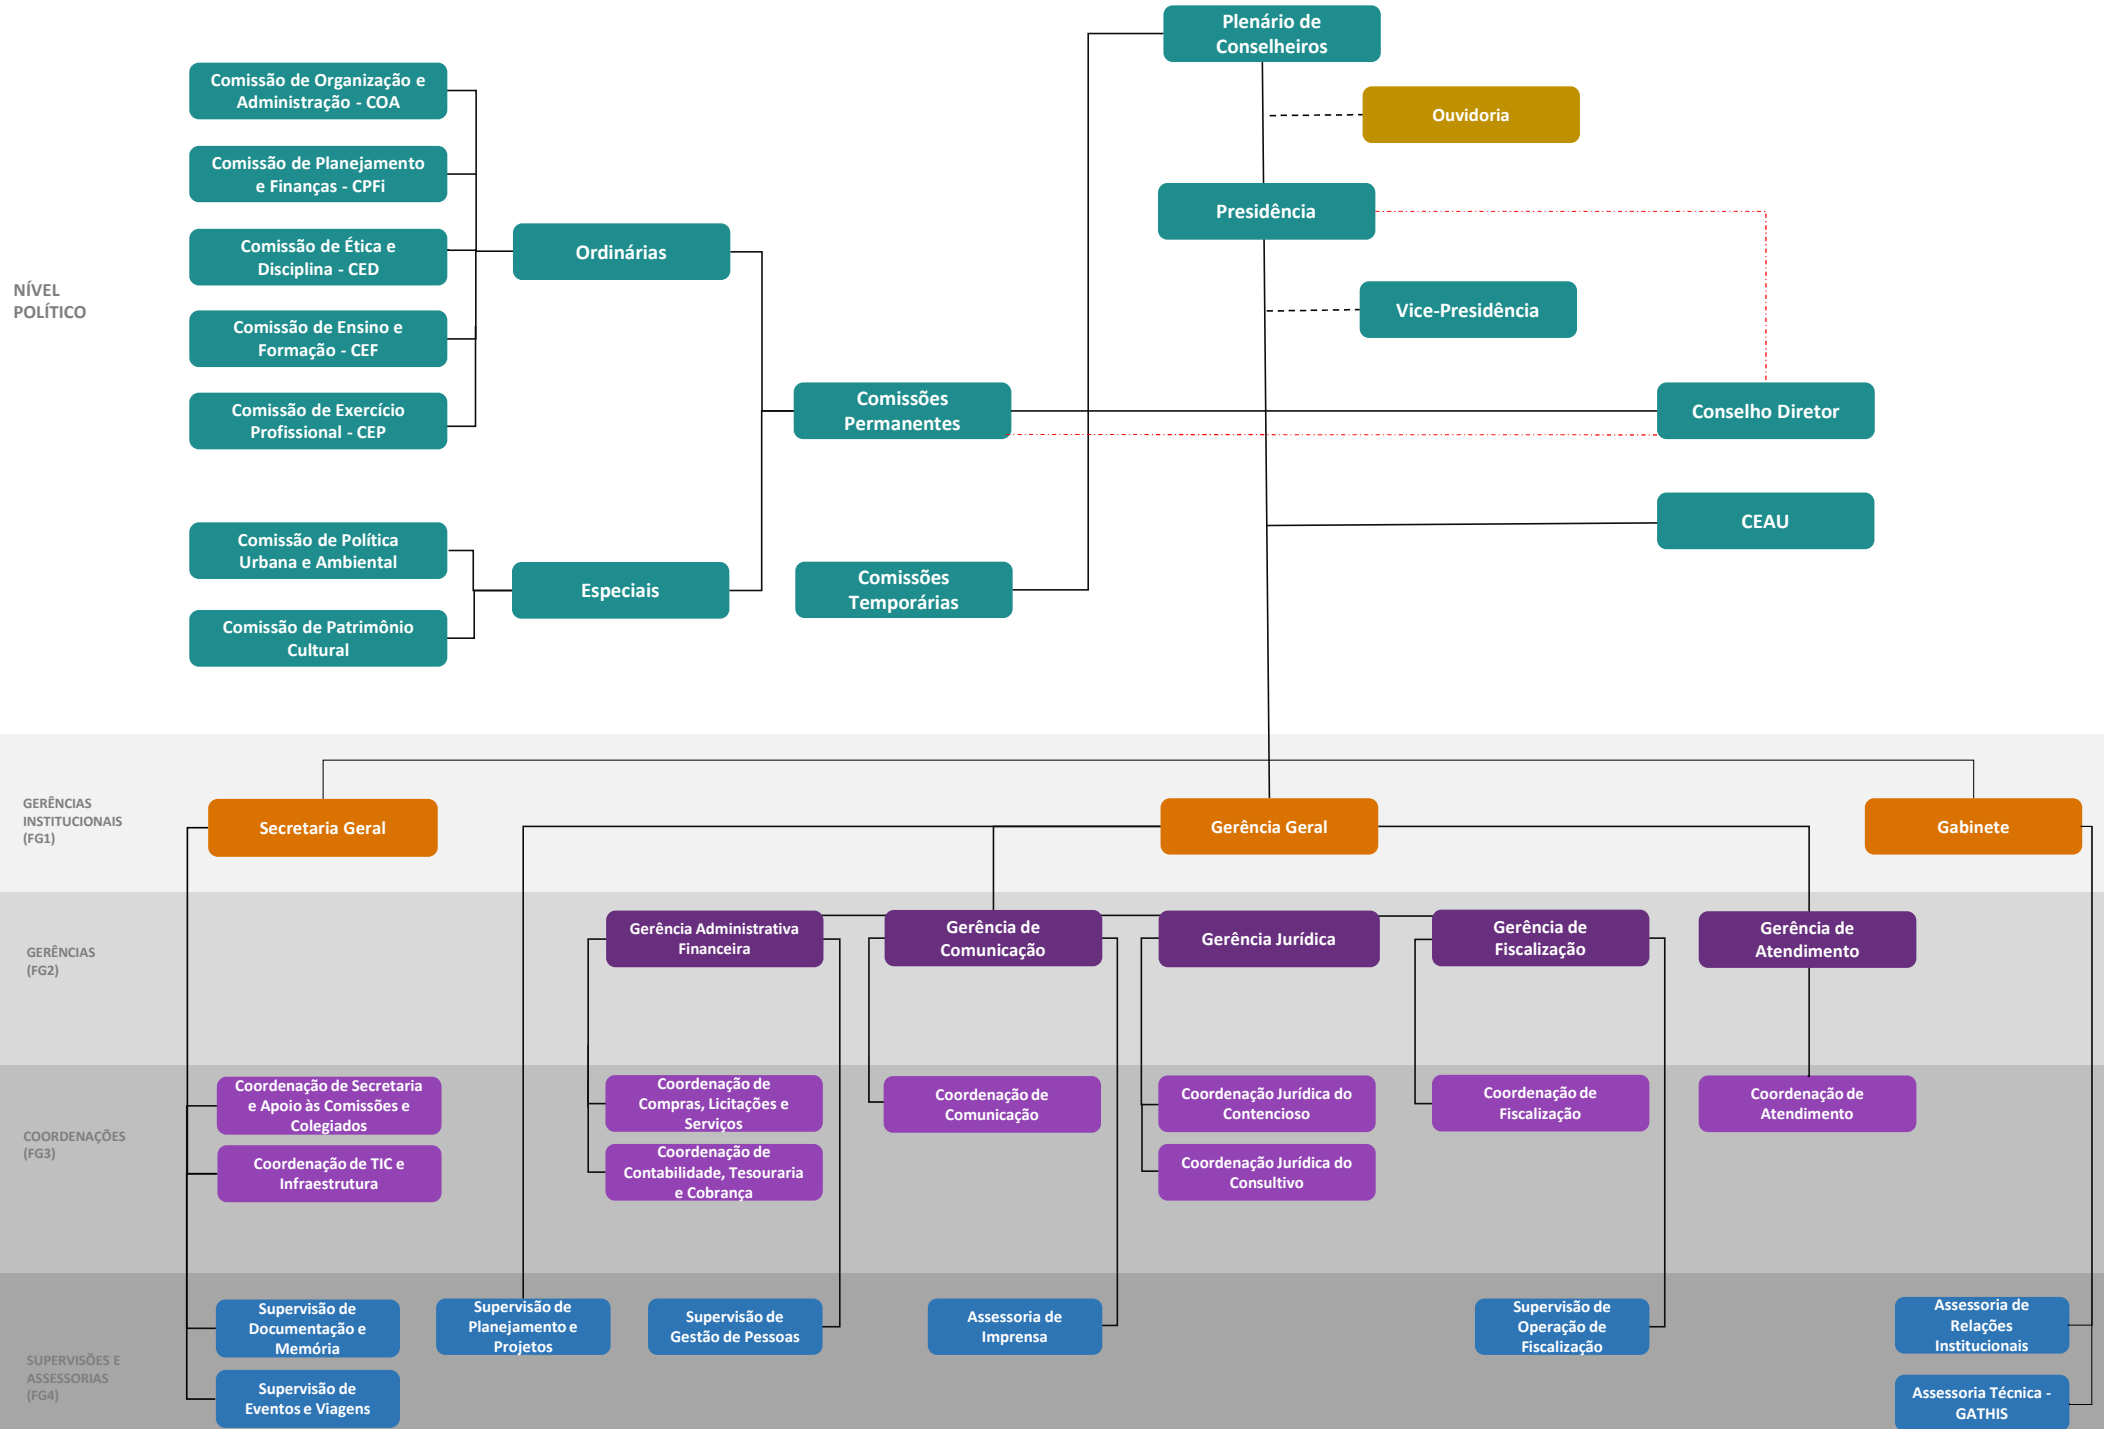 Plenário de
Conselheiros
Comissão de Organização e
Administração - COA
Ouvidoria
Comissão de Planejamento
e Finanças - CPFi
Presidência
Comissão de Ética e
Disciplina - CED
Ordinárias
NÍVEL
POLÍTICO
Vice-Presidência
Comissão de Ensino e
Formação - CEF
Comissão de Exercício
Profissional - CEP
Comissões
Permanentes
Conselho Diretor
CEAU
Comissão de Política
Urbana e Ambiental
Especiais
Comissões
Temporárias
Comissão de Patrimônio
Cultural
GERÊNCIAS
INSTITUCIONAIS
(FG1)
Secretaria Geral
Gerência Geral
Gabinete
GERÊNCIAS
(FG2)
Gerência Administrativa
Financeira
Gerência de
Comunicação
Gerência Jurídica
Gerência de
Fiscalização
Gerência de
Atendimento
COORDENAÇÕES
(FG3)
Coordenação de Secretaria
e Apoio às Comissões e
Colegiados
Coordenação de
Compras, Licitações e
Serviços
Coordenação de
Comunicação
Coordenação Jurídica do
Contencioso
Coordenação de
Fiscalização
Coordenação de
Atendimento
Coordenação de TIC e
Infraestrutura
Coordenação de
Contabilidade, Tesouraria
e Cobrança
Coordenação Jurídica do
Consultivo
SUPERVISÕES E
ASSESSORIAS
(FG4)
Supervisão de
Documentação e
Memória
Supervisão de
Planejamento e
Projetos
Supervisão de
Gestão de Pessoas
Assessoria de
Imprensa
Supervisão de
Operação de
Fiscalização
Assessoria de
Relações
Institucionais
Supervisão de
Eventos e Viagens
Assessoria Técnica -
GATHIS